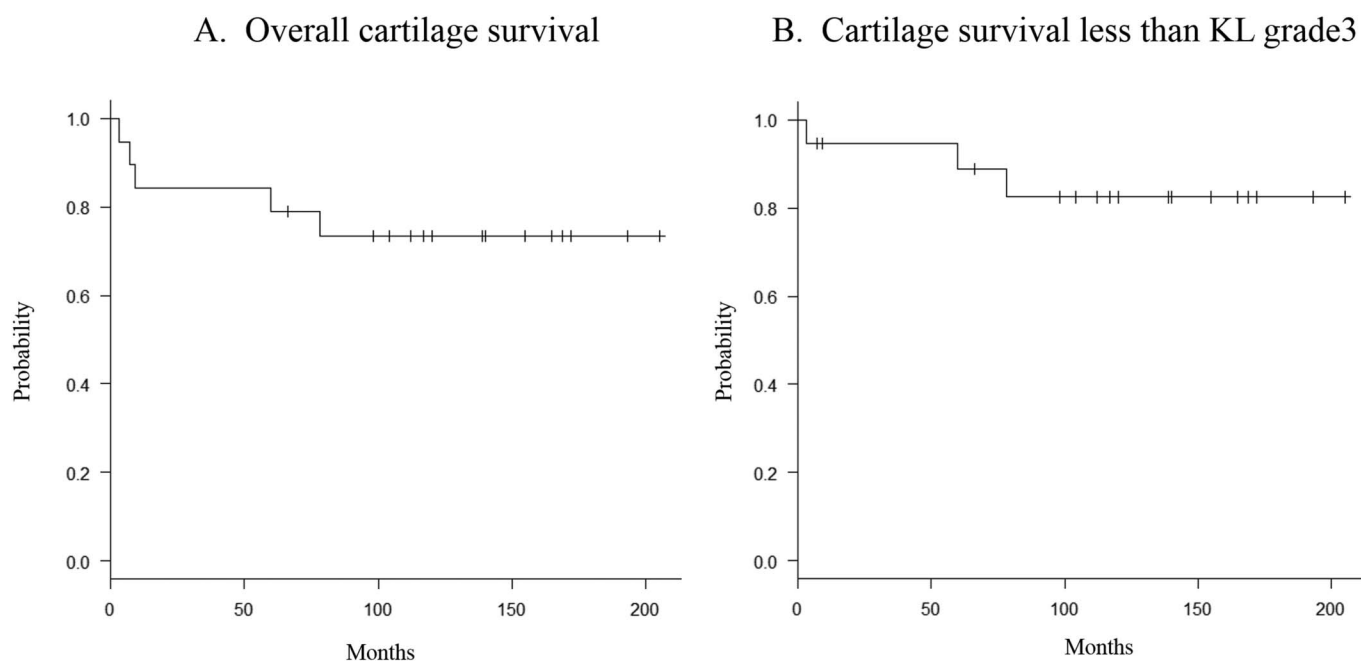 A. Overall cartilage survival
1.0
0.8
0.6
0.4
0.2
0.0
Probability
0 50 100 150 200
Months
B. Cartilage survival less than KL grade3
1.0
0.8
0.6
0.4
0.2
0.0
Probability
0 50 100 150 200
Months